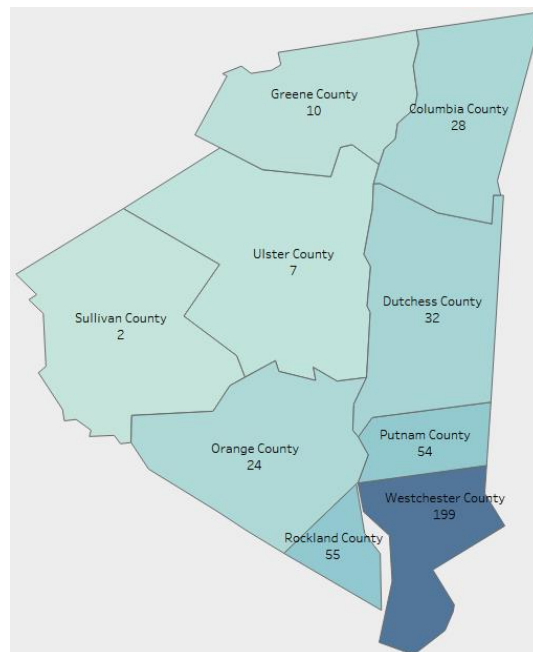 Greene County
10
Columbia County
28
Ulster County
7
Dutchess County
32
Sullivan County
2
Putnam County
54
Orange County
24
Westchester County
199
Rockland County
55